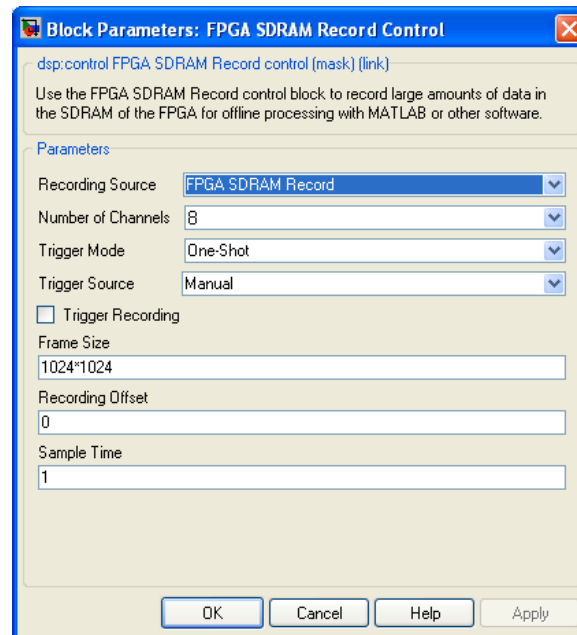 Block Parameters: FPGA SDRAM Record Control
dsp:control FPGA SDRAM Record control (mask) (link)
Use the FPGA SDRAM Record control block to record large amounts of data in
the SDRAM of the FPGA for offline processing with MATLAB or other software.
Parameters
Recording Source FPGA SDRAM Record
Number of Channels 8
Trigger Mode One-Shot
Trigger Source Manual
Trigger Recording
Frame Size
1024*1024
Recording Offset
0
Sample Time
1
OK Cancel Help Apply